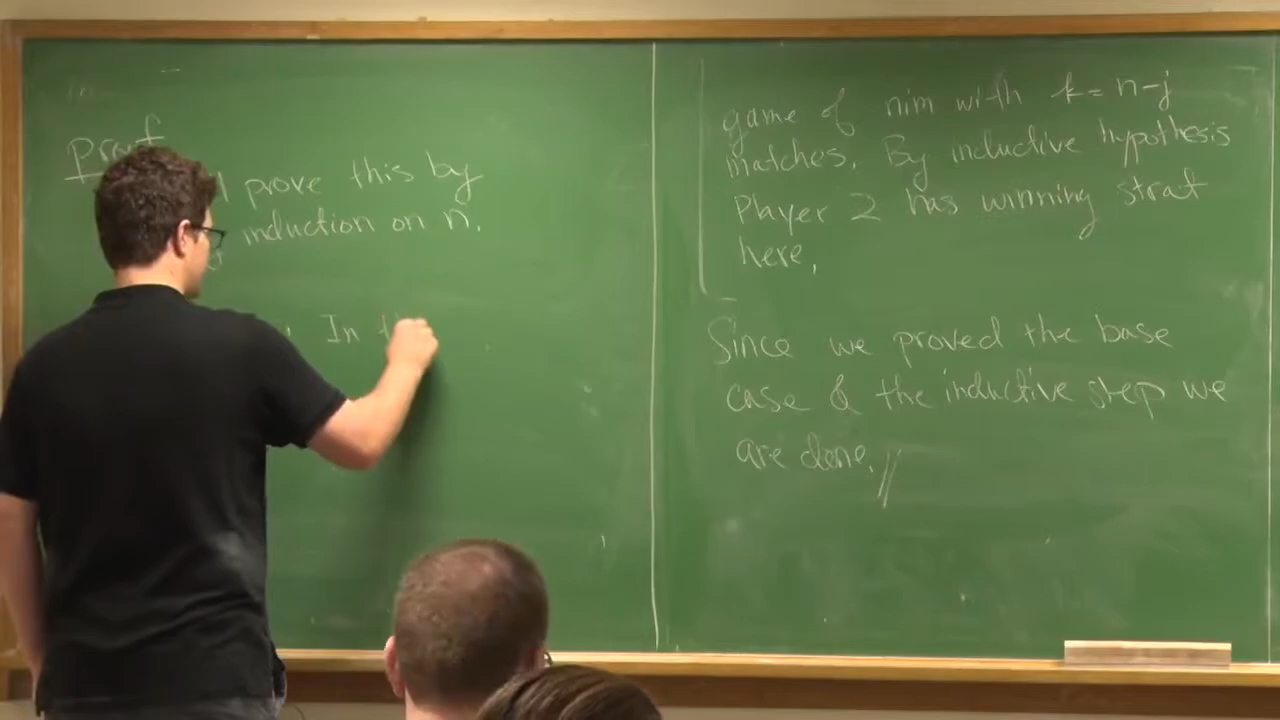 proof
prove this by
induction on n.
In
game of nim with k = n-j
matches. By inductive hypothesis
Player 2 has winning strat
here,
Since we proved the base
case & the inductive step we
are done. //